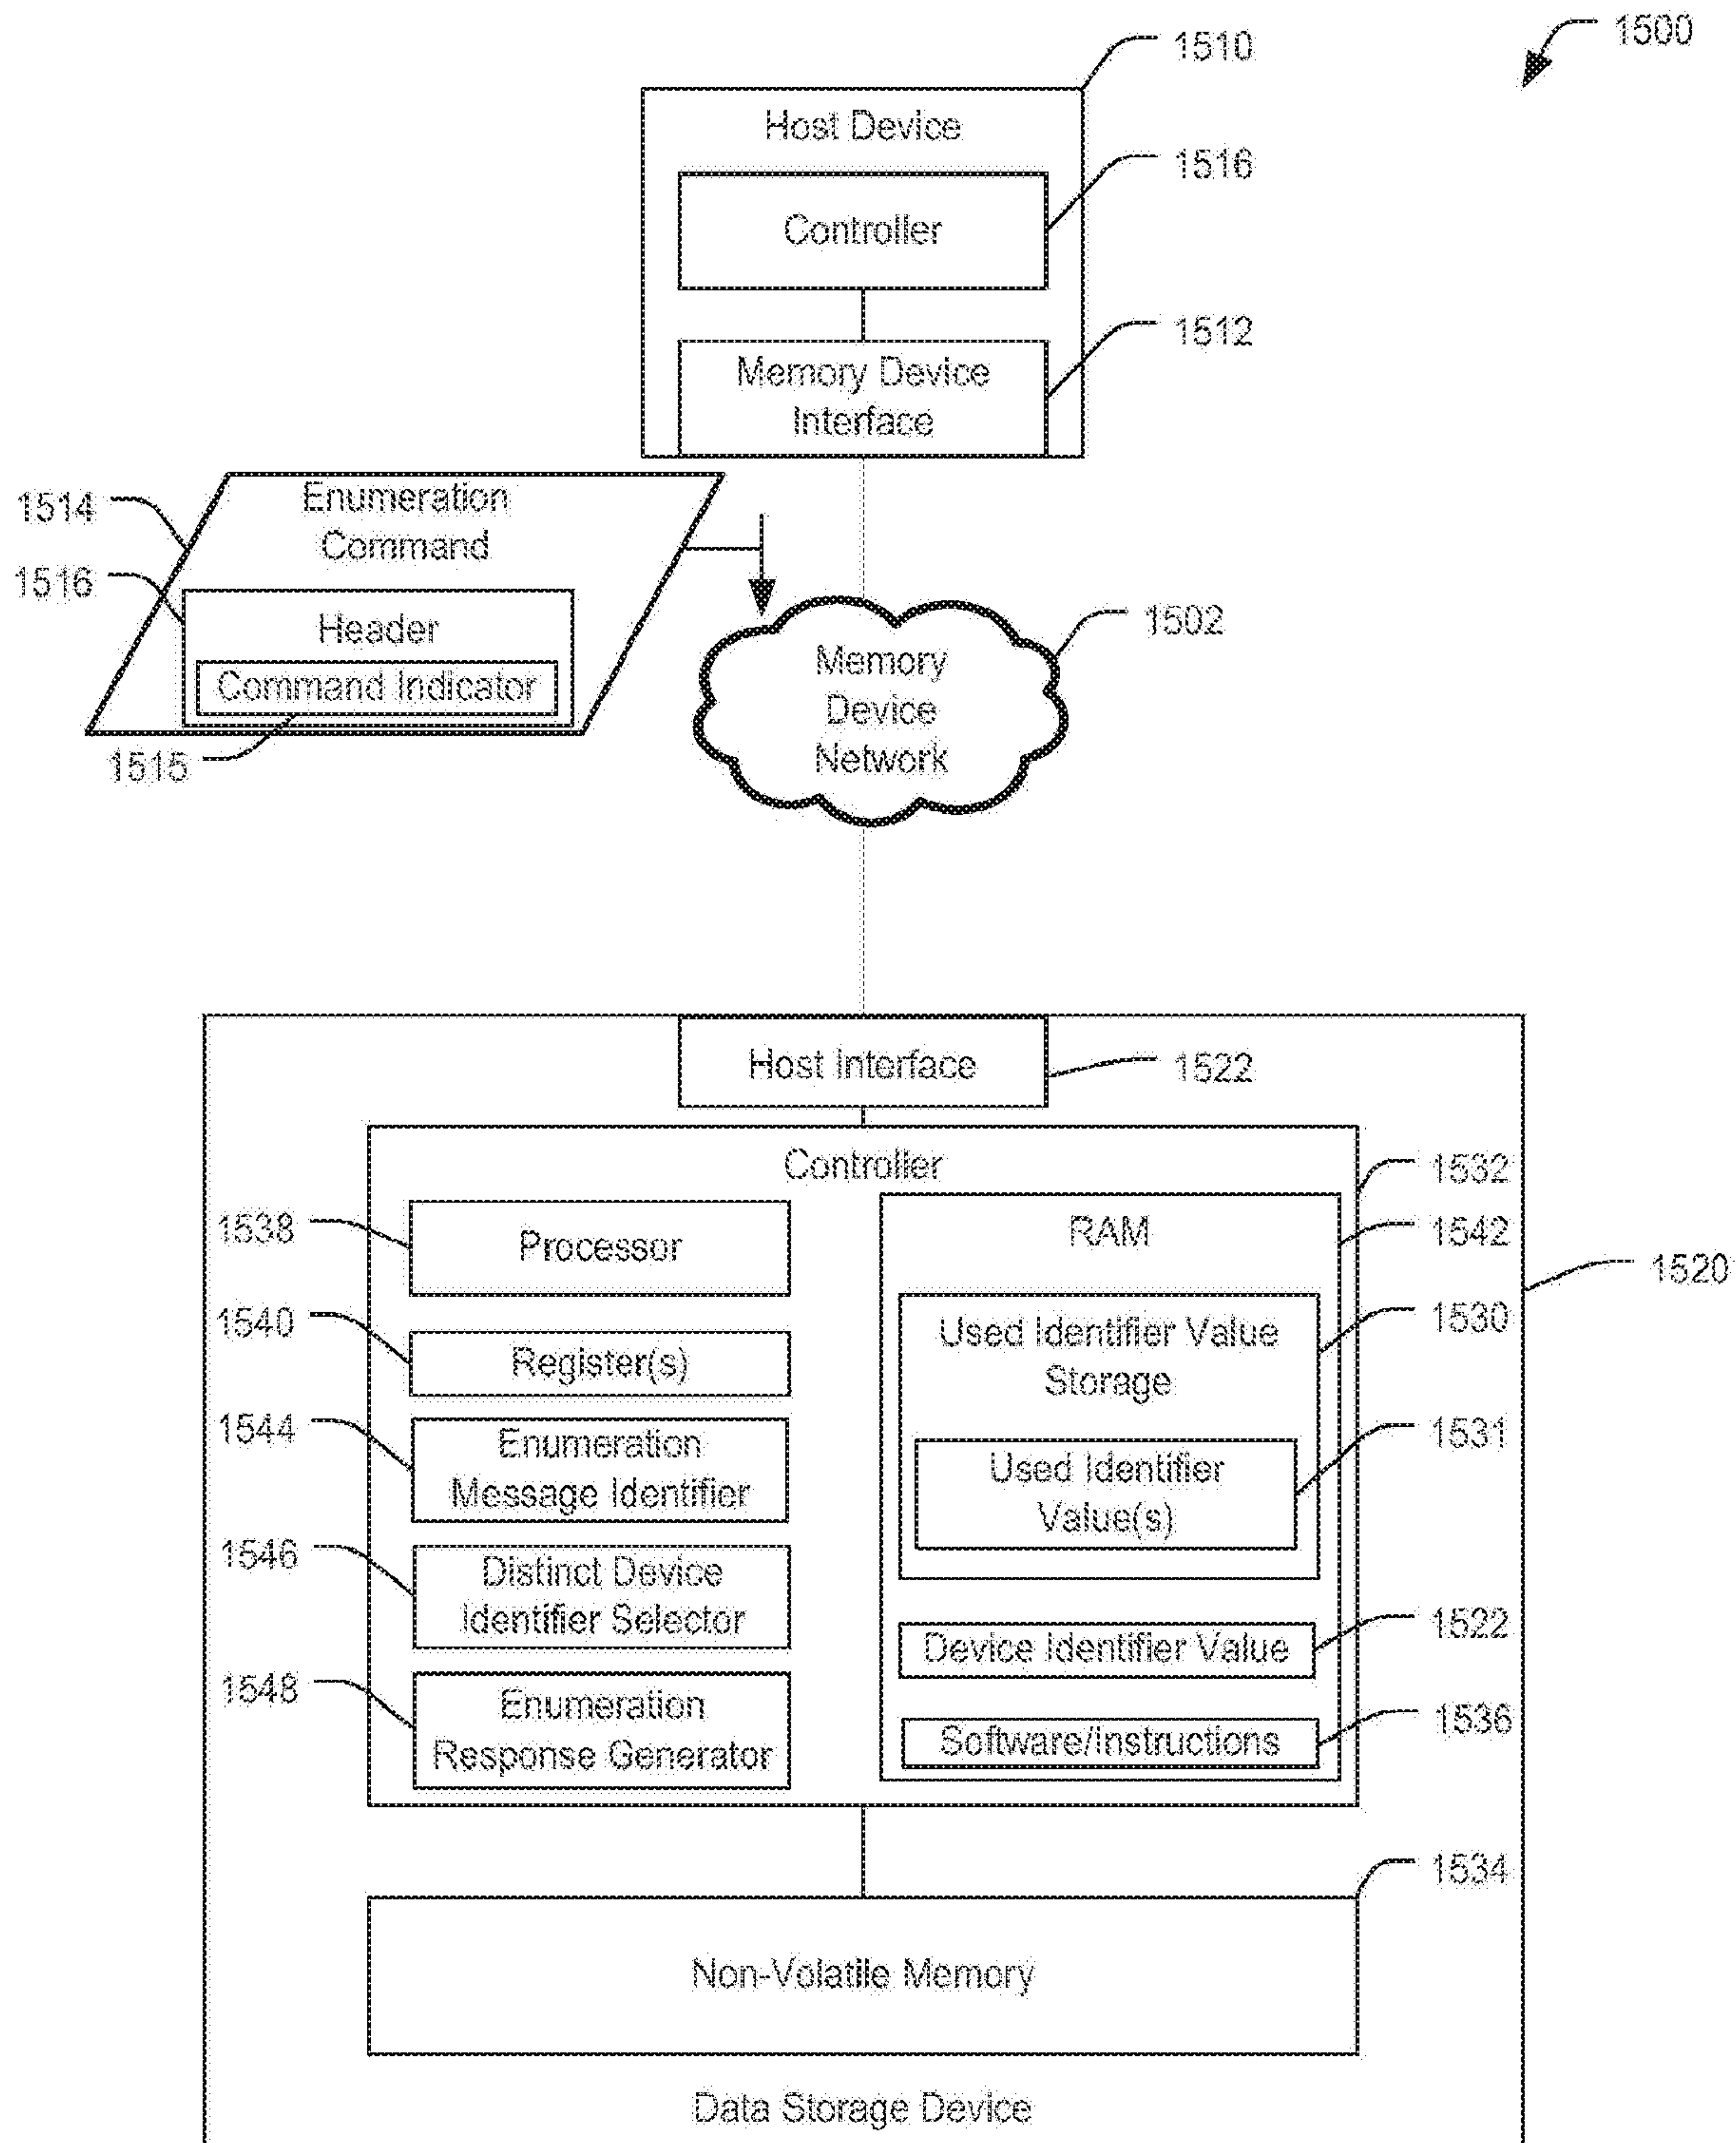 1500
1510
Host Device
1516
Controller
1512
Memory Device
Interface
1514
Enumeration
Command
1516
Header
Command Indicator
1515
1502
Memory
Device
Network
Host Interface
1522
Controller
1532
1538
Processor
RAM
1542
1520
1540
Register(s)
Used Identifier Value
Storage
1530
1544
Enumeration
Message Identifier
Used Identifier
Value(s)
1531
1546
Distinct Device
Identifier Selector
Device Identifier Value
1522
1548
Enumeration
Response Generator
Software/Instructions
1536
1534
Non-Volatile Memory
Data Storage Device